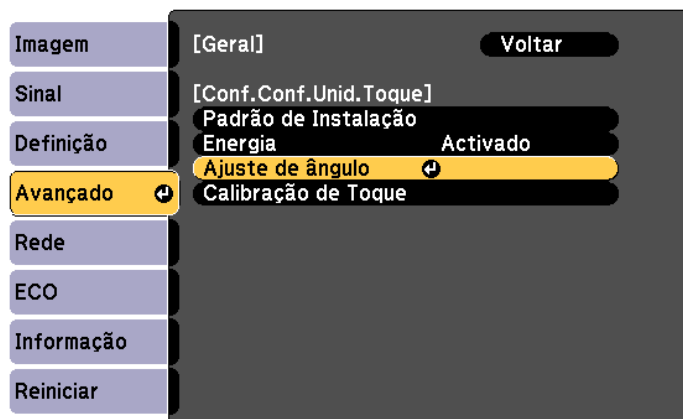 Imagem
Sinal
Definição
Avançado
Rede
ECO
Informação
Reiniciar
[Geral] Voltar
[Conf.Conf.Unid.Toque]
Padrão de Instalação
Energia Activado
Ajuste de ângulo
Calibração de Toque